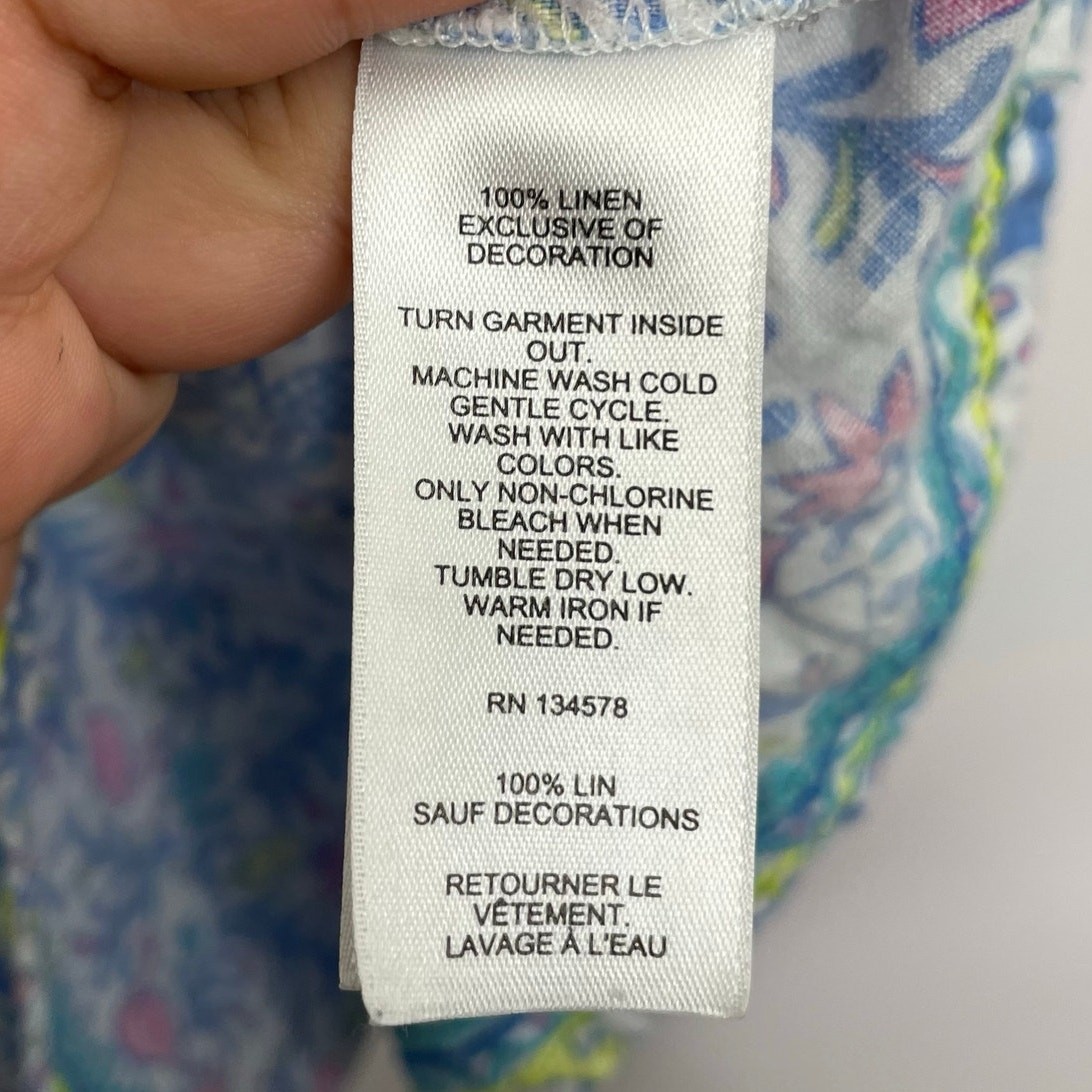 100% LINEN
EXCLUSIVE OF
DECORATION
TURN GARMENT INSIDE
OUT.
MACHINE WASH COLD
GENTLE CYCLE.
WASH WITH LIKE
COLORS.
ONLY NON-CHLORINE
BLEACH WHEN
NEEDED.
TUMBLE DRY LOW.
WARM IRON IF
NEEDED.
RN 134578
100% LIN
SAUF DECORATIONS
RETOURNER LE
VÊTEMENT.
LAVAGE À L'EAU